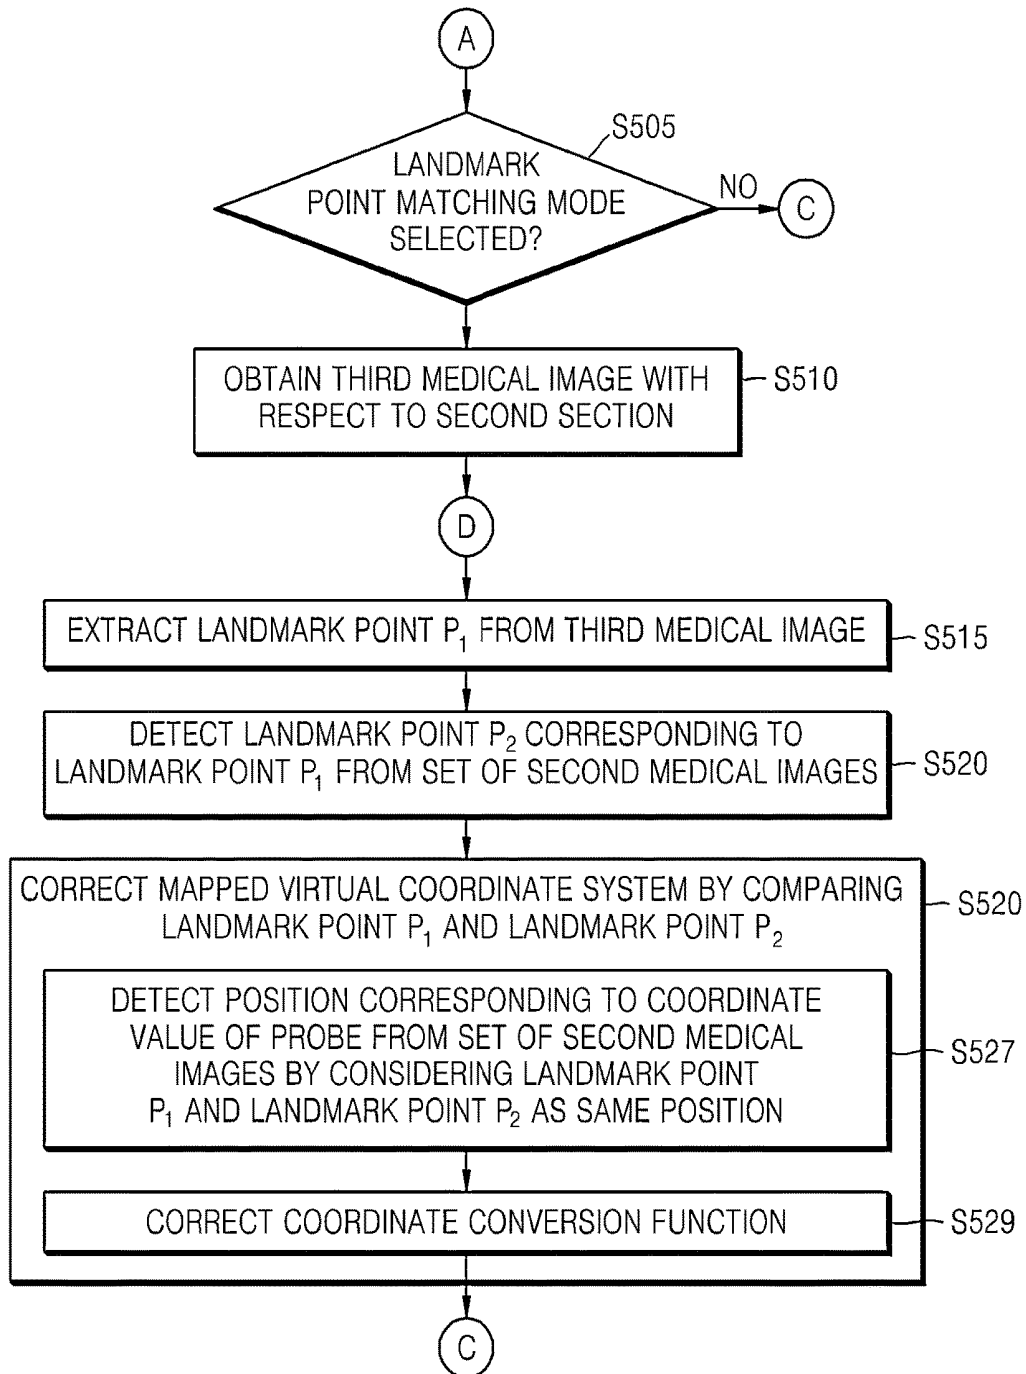 A
S505
LANDMARK
POINT MATCHING MODE
SELECTED?
NO
C
OBTAIN THIRD MEDICAL IMAGE WITH
RESPECT TO SECOND SECTION
S510
D
EXTRACT LANDMARK POINT P₁ FROM THIRD MEDICAL IMAGE
S515
DETECT LANDMARK POINT P₂ CORRESPONDING TO
LANDMARK POINT P₁ FROM SET OF SECOND MEDICAL IMAGES
S520
CORRECT MAPPED VIRTUAL COORDINATE SYSTEM BY COMPARING
LANDMARK POINT P₁ AND LANDMARK POINT P₂
S520
DETECT POSITION CORRESPONDING TO COORDINATE
VALUE OF PROBE FROM SET OF SECOND MEDICAL
IMAGES BY CONSIDERING LANDMARK POINT
P₁ AND LANDMARK POINT P₂ AS SAME POSITION
S527
CORRECT COORDINATE CONVERSION FUNCTION
S529
C